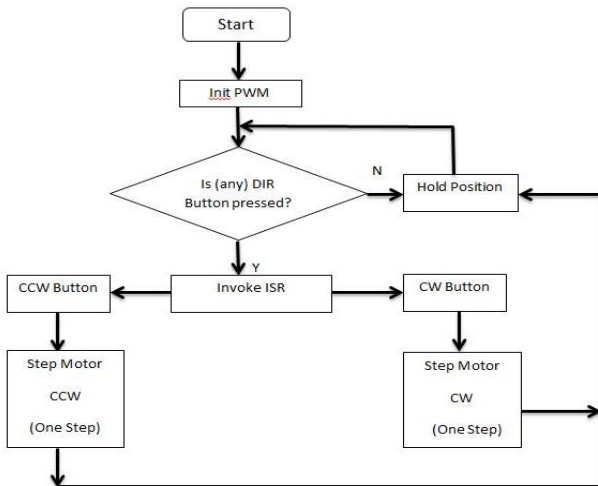 Start
Init PWM
Is (any) DIR
Button pressed?
N
Hold Position
Y
CCW Button
Invoke ISR
CW Button
Step Motor
CCW
(One Step)
Step Motor
CW
(One Step)